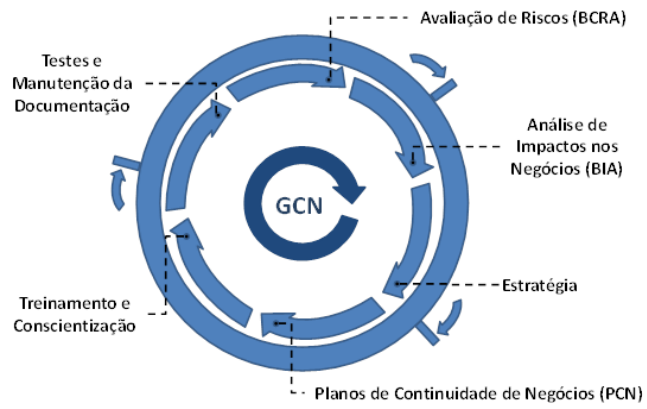 Avaliação de Riscos (BCRA)
Testes e
Manutenção da
Documentação
Análise de
Impactos nos
Negócios (BIA)
GCN
Estratégia
Treinamento e
Conscientização
Planos de Continuidade de Negócios (PCN)